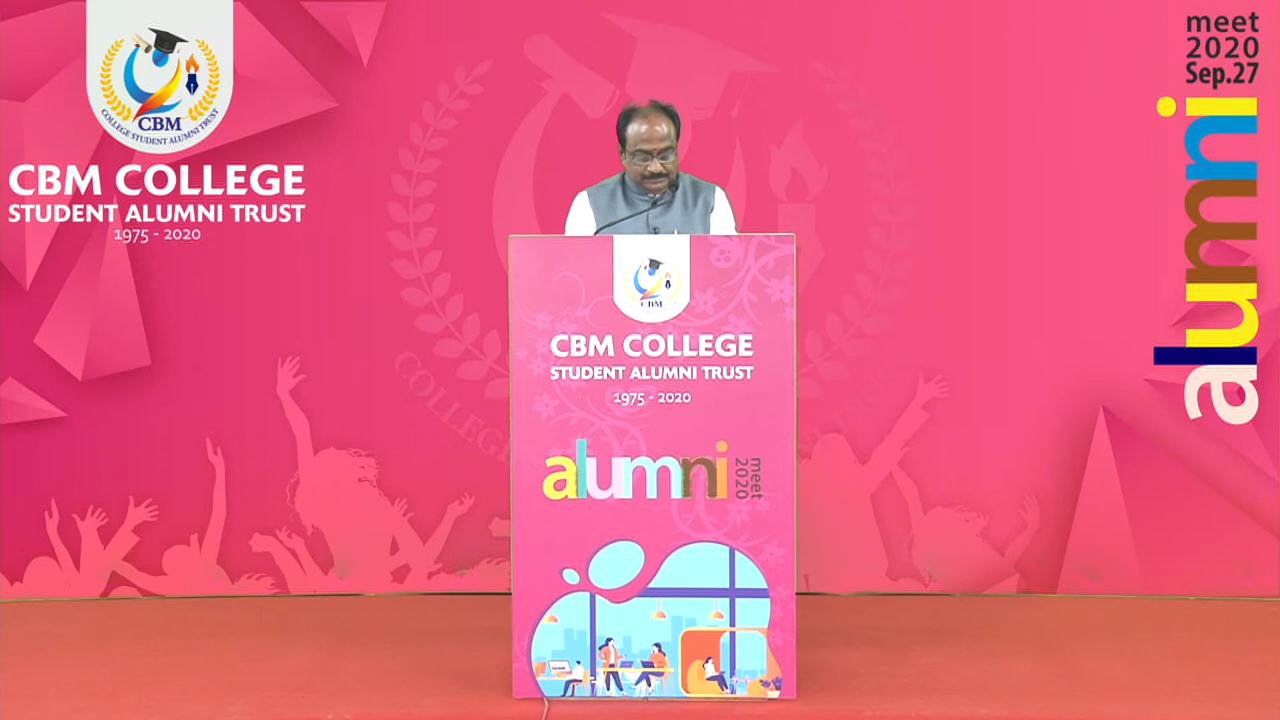 COLLEGE STUDENT ALUMNI TRUST
CBM
CBM COLLEGE
STUDENT ALUMNI TRUST
1975 - 2020
meet
2020
Sep.27
alumni
COLLEGE
CBM
CBM COLLEGE
STUDENT ALUMNI TRUST
1975 - 2020
alumni
meet
2020